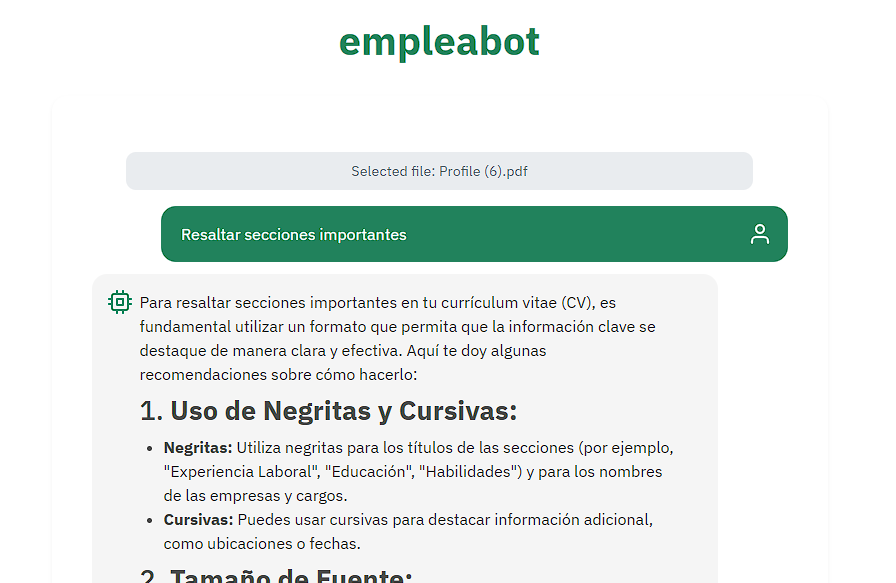 empleabot
Selected file: Profile (6).pdf
Resaltar secciones importantes
Para resaltar secciones importantes en tu currículum vitae (CV), es
fundamental utilizar un formato que permita que la información clave se
destaque de manera clara y efectiva. Aquí te doy algunas
recomendaciones sobre cómo hacerlo:
1. Uso de Negritas y Cursivas:
• Negritas: Utiliza negritas para los títulos de las secciones (por ejemplo,
"Experiencia Laboral", "Educación", "Habilidades") y para los nombres
de las empresas y cargos.
• Cursivas: Puedes usar cursivas para destacar información adicional,
como ubicaciones o fechas.
2. Tamaño de Fuente: